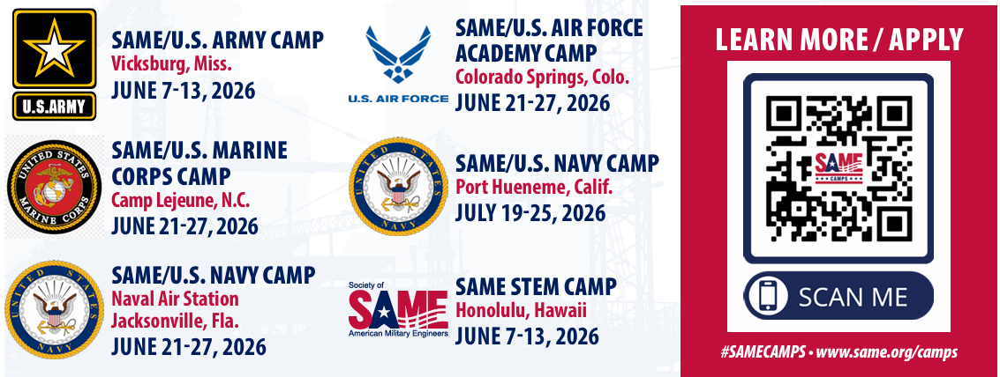 SAME/U.S. ARMY CAMP
Vicksburg, Miss.
JUNE 7-13, 2026
U.S.ARMY
SAME/U.S. MARINE
CORPS CAMP
Camp Lejeune, N.C.
JUNE 21-27, 2026
UNITED STATES
MARINE CORPS
SAME/U.S. NAVY CAMP
Naval Air Station
Jacksonville, Fla.
JUNE 21-27, 2026
UNITED STATES
NAVY
SAME/U.S. AIR FORCE
ACADEMY CAMP
Colorado Springs, Colo.
JUNE 21-27, 2026
U.S. AIR FORCE
SAME/U.S. NAVY CAMP
Port Hueneme, Calif.
JULY 19-25, 2026
UNITED STATES
NAVY
Society of
SAME
American Military Engineers
SAME STEM CAMP
Honolulu, Hawaii
JUNE 7-13, 2026
LEARN MORE / APPLY
SAME
• CAMPS •
SCAN ME
#SAMECAMPS • www.same.org/camps